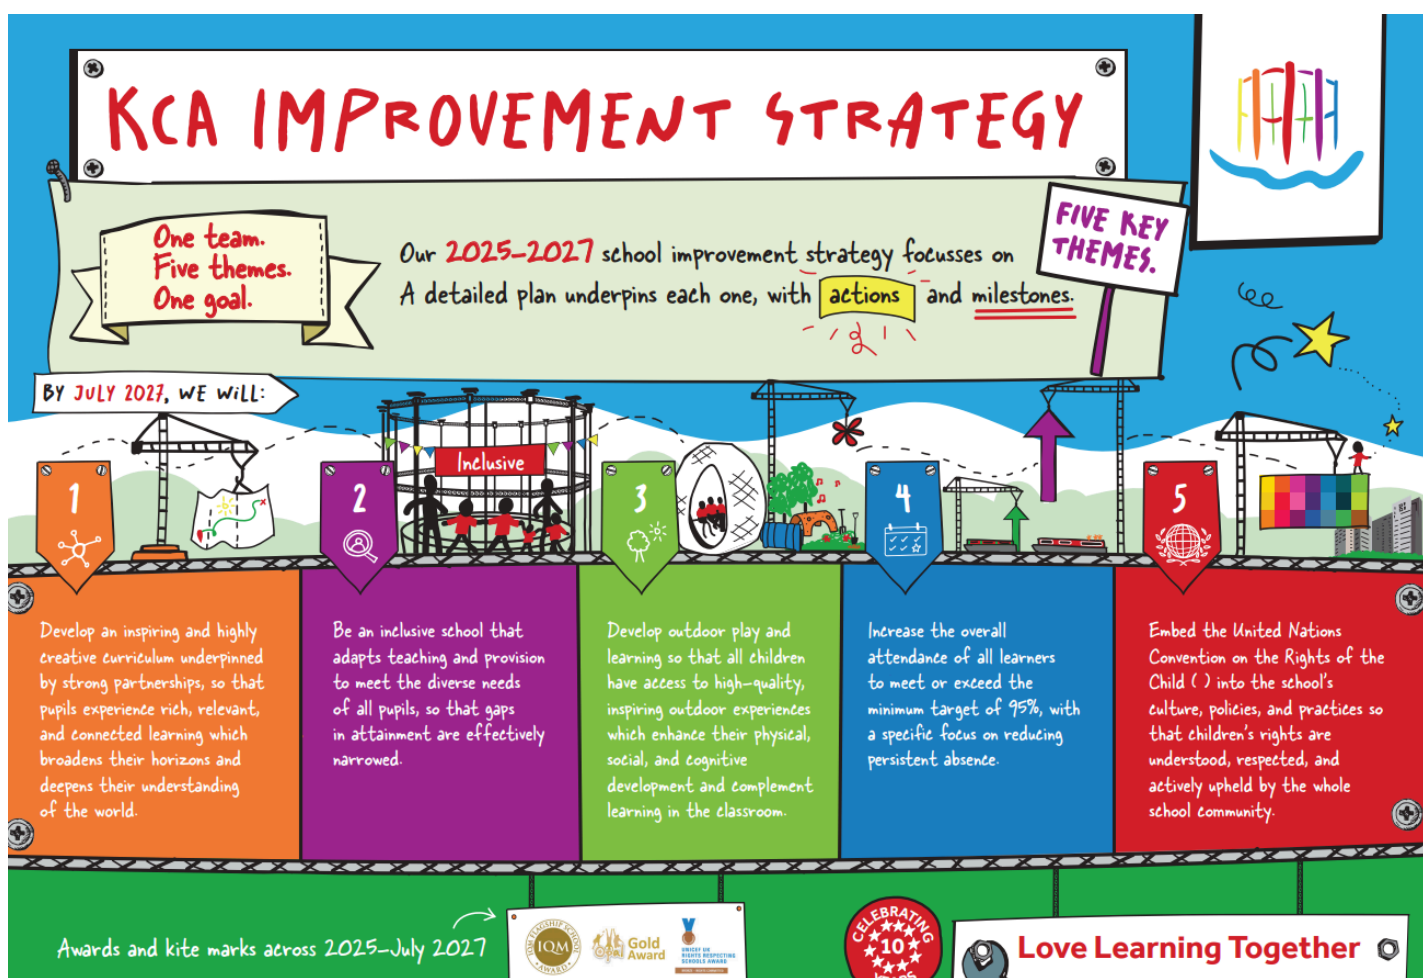 KCA IMPROVEMENT STRATEGY
One team.
Five themes.
One goal.
Our 2025-2027 school improvement strategy focusses on
A detailed plan underpins each one, with actions and milestones.
FIVE KEY
THEMES.
BY JULY 2027, WE WILL:
Inclusive
1
2
3
4
5
Develop an inspiring and highly
creative curriculum underpinned
by strong partnerships, so that
pupils experience rich, relevant,
and connected learning which
broadens their horizons and
deepens their understanding
of the world.
Be an inclusive school that
adapts teaching and provision
to meet the diverse needs
of all pupils, so that gaps
in attainment are effectively
narrowed.
Develop outdoor play and
learning so that all children
have access to high-quality,
inspiring outdoor experiences
which enhance their physical,
social, and cognitive
development and complement
learning in the classroom.
Increase the overall
attendance of all learners
to meet or exceed the
minimum target of 95%, with
a specific focus on reducing
persistent absence.
Embed the United Nations
Convention on the Rights of the
Child ( ) into the school's
culture, policies, and practices so
that children's rights are
understood, respected, and
actively upheld by the whole
school community.
Awards and kite marks across 2025-July 2027
IQM FLAGSHIP SCHOOL
IQM
AWARD
Gold
Award
UNICEF UK
RIGHTS RESPECTING
SCHOOLS AWARD
CELEBRATING
10
Love Learning Together